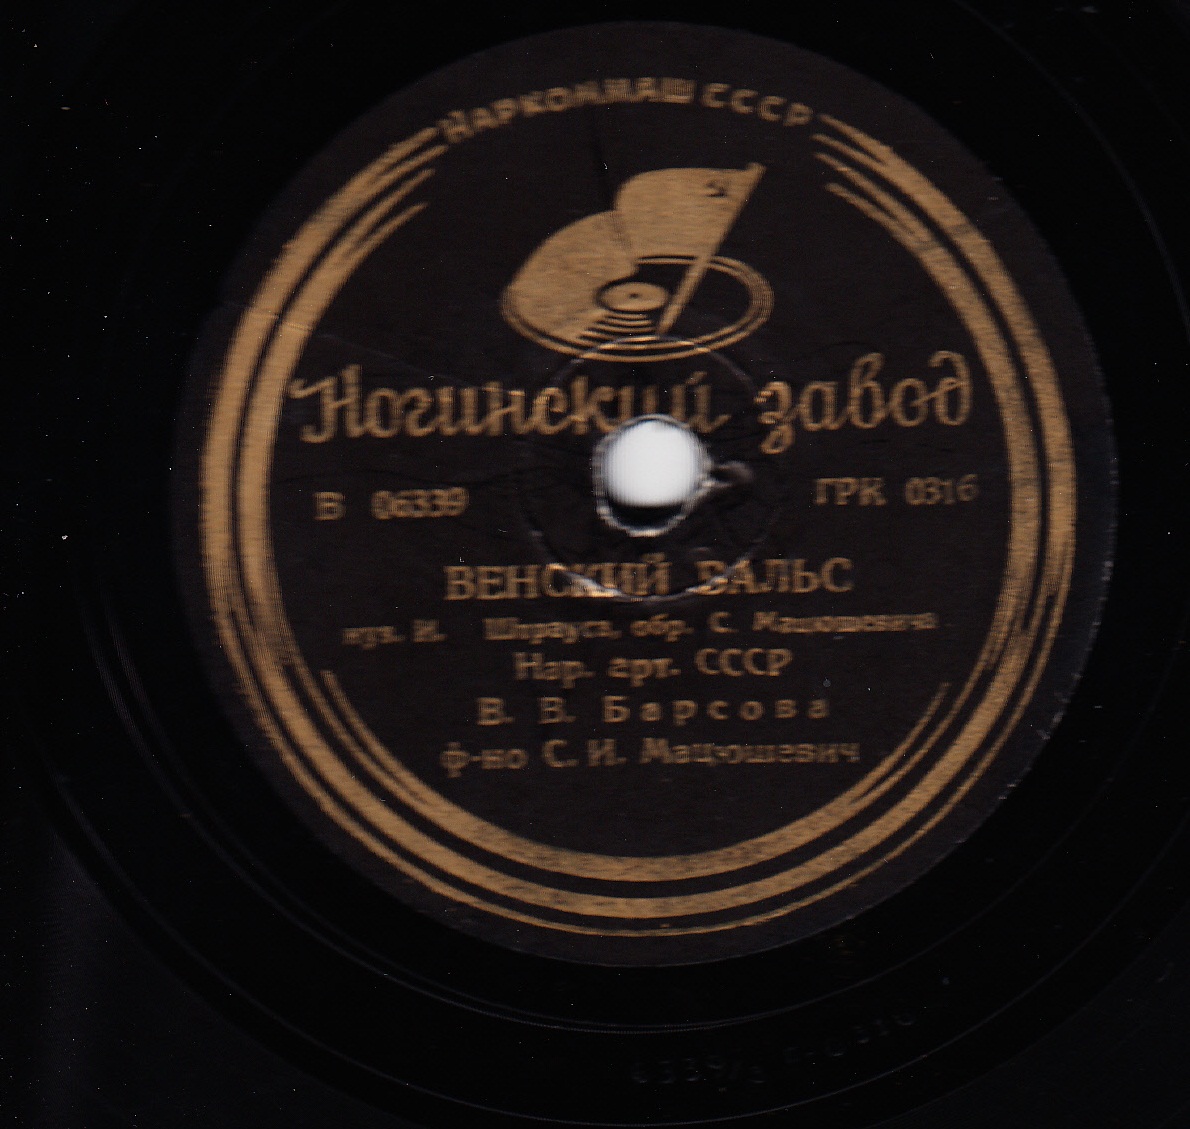 НАРКОММАШ СССР
Ногинский завод
В 06339
ГРК 0316
ВЕНСКИЙ ВАЛЬС
муз. И. Штрауса, обр. С. Мацюшевича
Нар. арт. СССР
В. В. Барсова
ф-но С. И. Мацюшевич